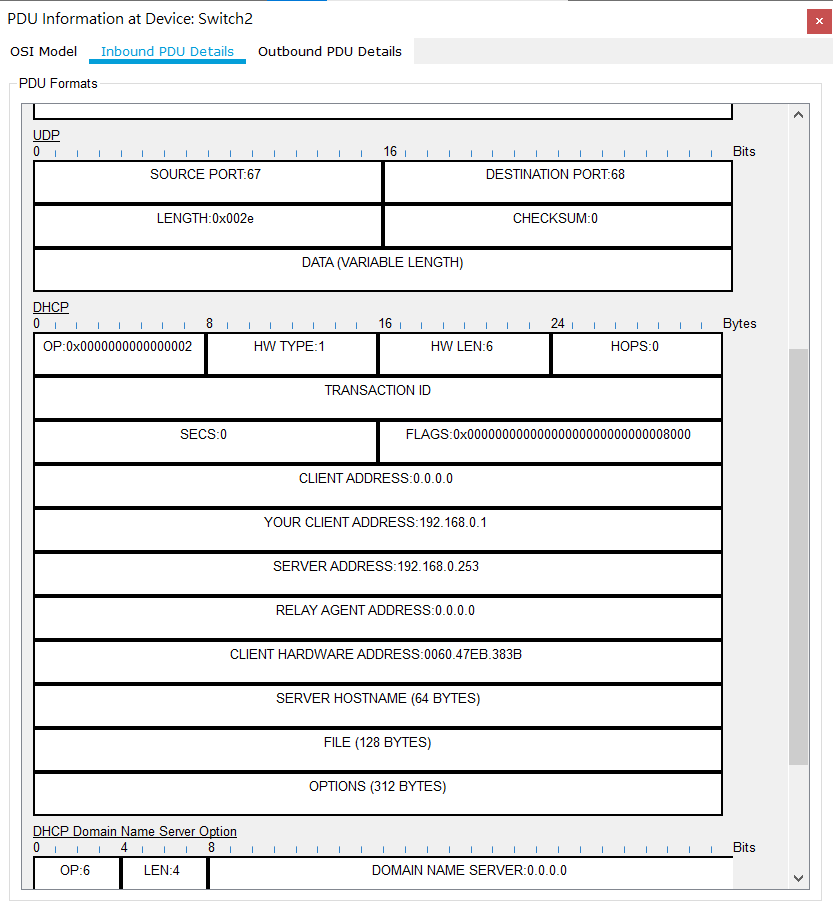 PDU Information at Device: Switch2
OSI Model Inbound PDU Details Outbound PDU Details
PDU Formats
UDP
0 16 Bits
SOURCE PORT:67 DESTINATION PORT:68
LENGTH:0x002e CHECKSUM:0
DATA (VARIABLE LENGTH)
DHCP
0 8 16 24 Bytes
OP:0x0000000000000002 HW TYPE:1 HW LEN:6 HOPS:0
TRANSACTION ID
SECS:0 FLAGS:0x00000000000000000000000000008000
CLIENT ADDRESS:0.0.0.0
YOUR CLIENT ADDRESS:192.168.0.1
SERVER ADDRESS:192.168.0.253
RELAY AGENT ADDRESS:0.0.0.0
CLIENT HARDWARE ADDRESS:0060.47EB.383B
SERVER HOSTNAME (64 BYTES)
FILE (128 BYTES)
OPTIONS (312 BYTES)
DHCP Domain Name Server Option
0 4 8 Bits
OP:6 LEN:4 DOMAIN NAME SERVER:0.0.0.0